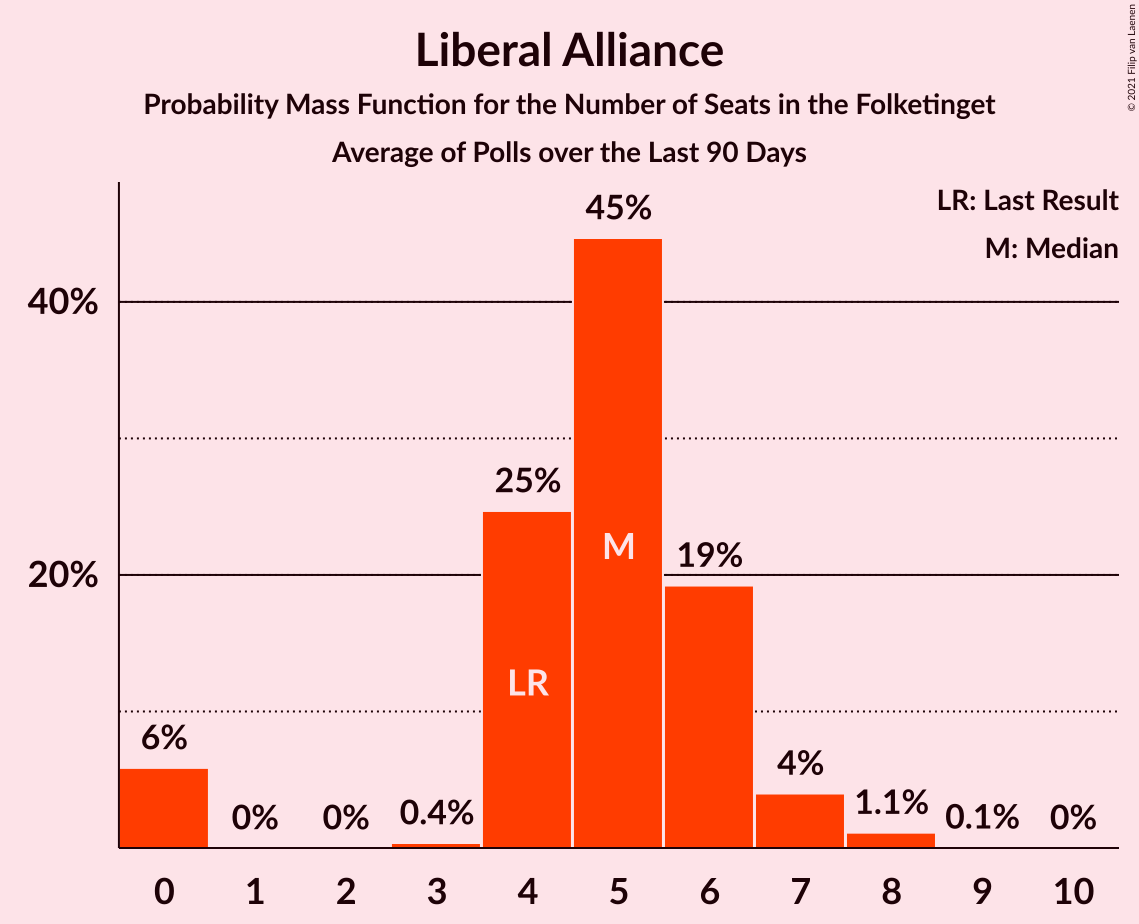 Liberal Alliance
Probability Mass Function for the Number of Seats in the Folketinget
Average of Polls over the Last 90 Days
© 2021 Filip van Laenen
LR: Last Result
M: Median
40%
20%
6%
0%
0%
0.4%
25%
45%
19%
4%
1.1%
0.1%
0%
LR
M
0 1 2 3 4 5 6 7 8 9 10